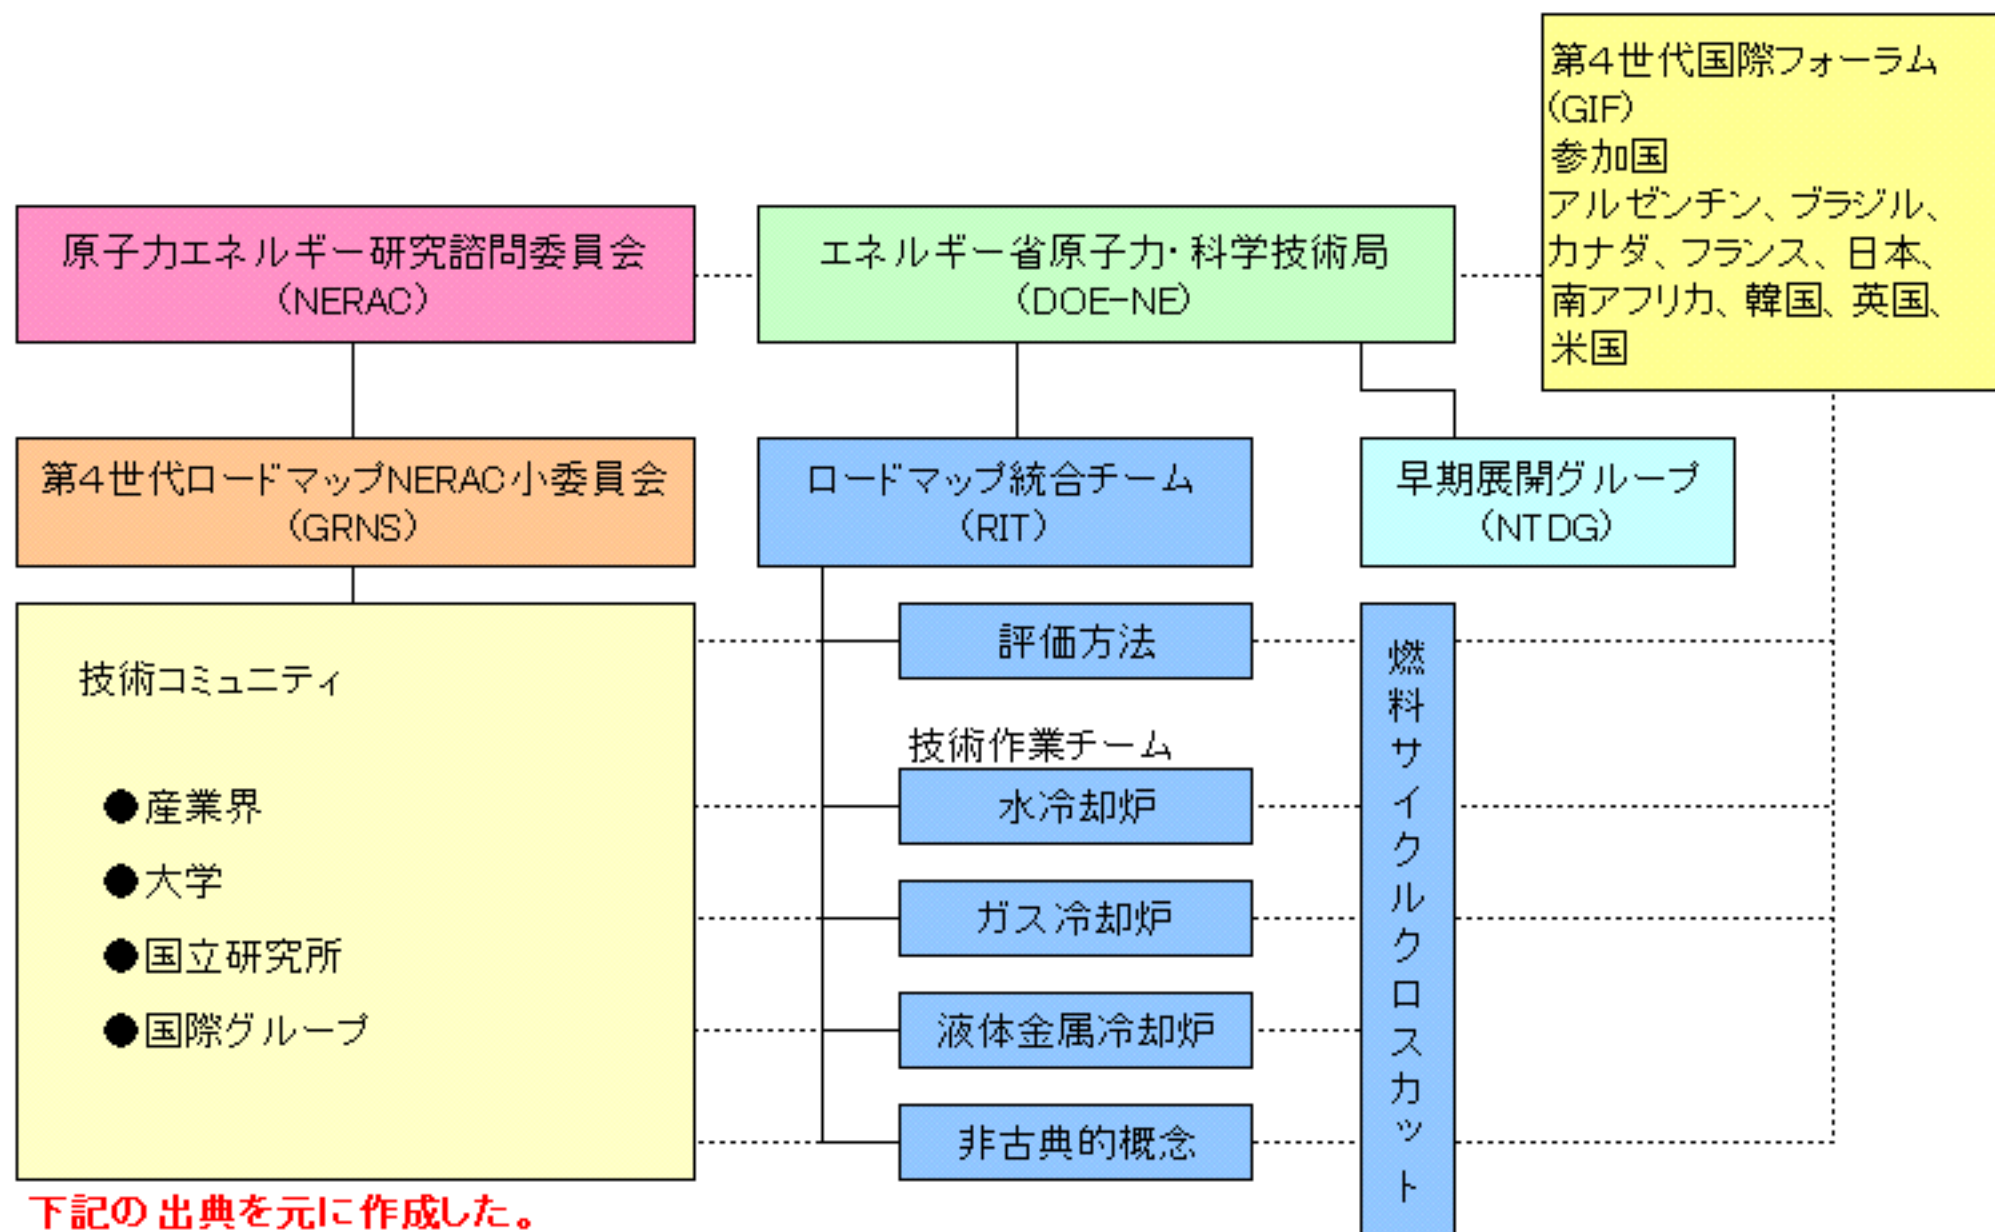 第4世代国際フォーラム
(GIF)
参加国
アルゼンチン、ブラジル、
カナダ、フランス、日本、
南アフリカ、韓国、英国、
米国
原子力エネルギー研究諮問委員会
(NERAC)
エネルギー省原子力・科学技術局
(DOE-NE)
第4世代ロードマップNERAC小委員会
(GRNS)
ロードマップ統合チーム
(RIT)
早期展開グループ
(NTDG)
技術コミュニティ
●産業界
●大学
●国立研究所
●国際グループ
評価方法
技術作業チーム
水冷却炉
ガス冷却炉
液体金属冷却炉
非古典的概念
燃料サイクルクロスカット
下記の出典を元に作成した。